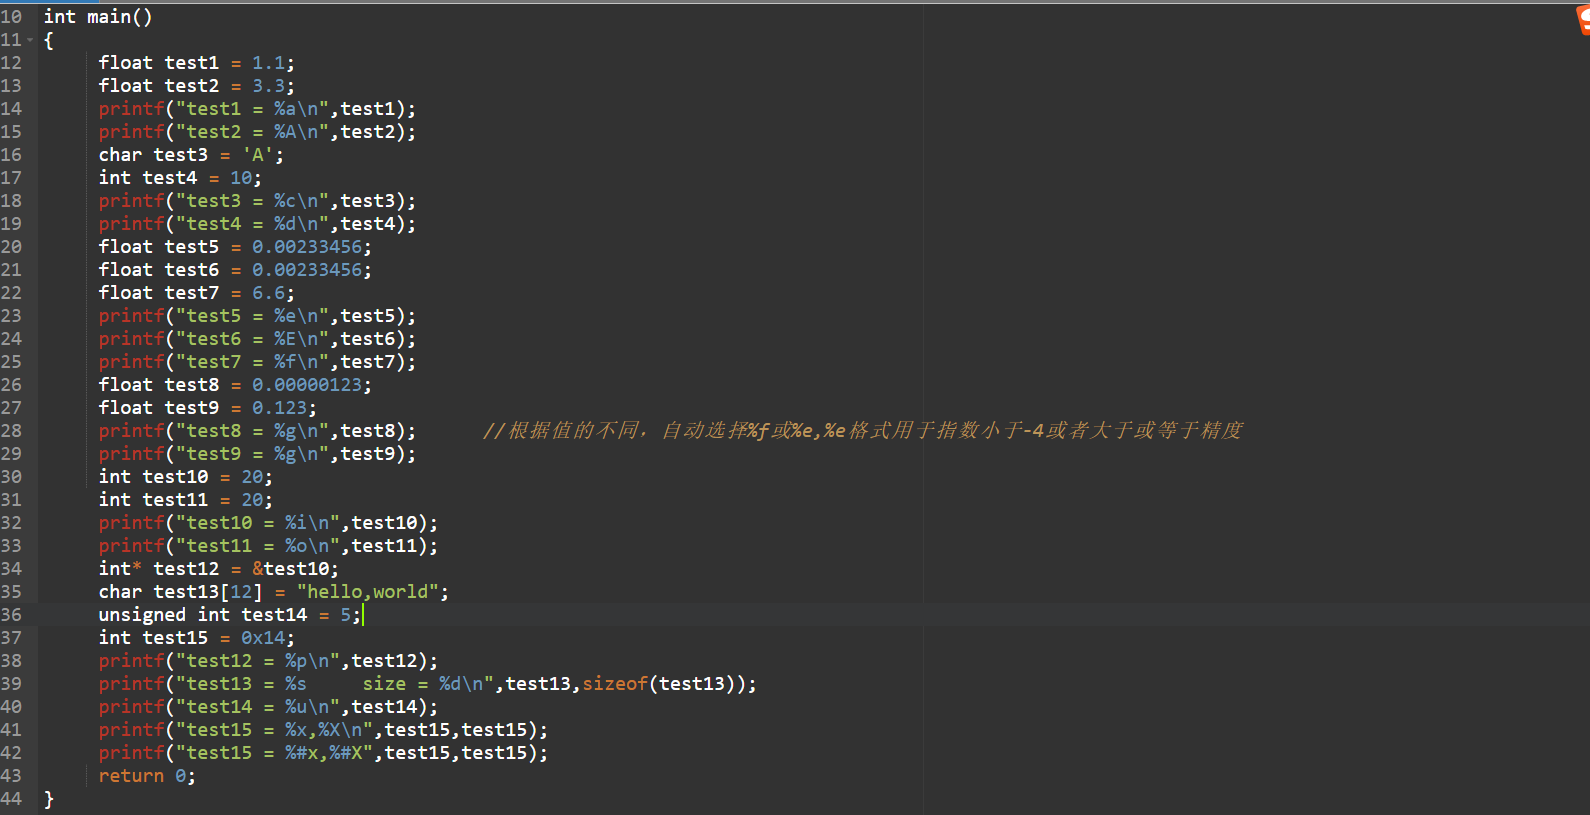 10 int main()
11 {
12 float test1 = 1.1;
13 float test2 = 3.3;
14 printf("test1 = %a\n",test1);
15 printf("test2 = %A\n",test2);
16 char test3 = 'A';
17 int test4 = 10;
18 printf("test3 = %c\n",test3);
19 printf("test4 = %d\n",test4);
20 float test5 = 0.00233456;
21 float test6 = 0.00233456;
22 float test7 = 6.6;
23 printf("test5 = %e\n",test5);
24 printf("test6 = %E\n",test6);
25 printf("test7 = %f\n",test7);
26 float test8 = 0.00000123;
27 float test9 = 0.123;
28 printf("test8 = %g\n",test8); //根据值的不同，自动选择%f或%e,%e格式用于指数小于-4或者大于或等于精度
29 printf("test9 = %g\n",test9);
30 int test10 = 20;
31 int test11 = 20;
32 printf("test10 = %i\n",test10);
33 printf("test11 = %o\n",test11);
34 int* test12 = &test10;
35 char test13[12] = "hello,world";
36 unsigned int test14 = 5;
37 int test15 = 0x14;
38 printf("test12 = %p\n",test12);
39 printf("test13 = %s     size = %d\n",test13,sizeof(test13));
40 printf("test14 = %u\n",test14);
41 printf("test15 = %x,%X\n",test15,test15);
42 printf("test15 = %#x,%#X",test15,test15);
43 return 0;
44 }